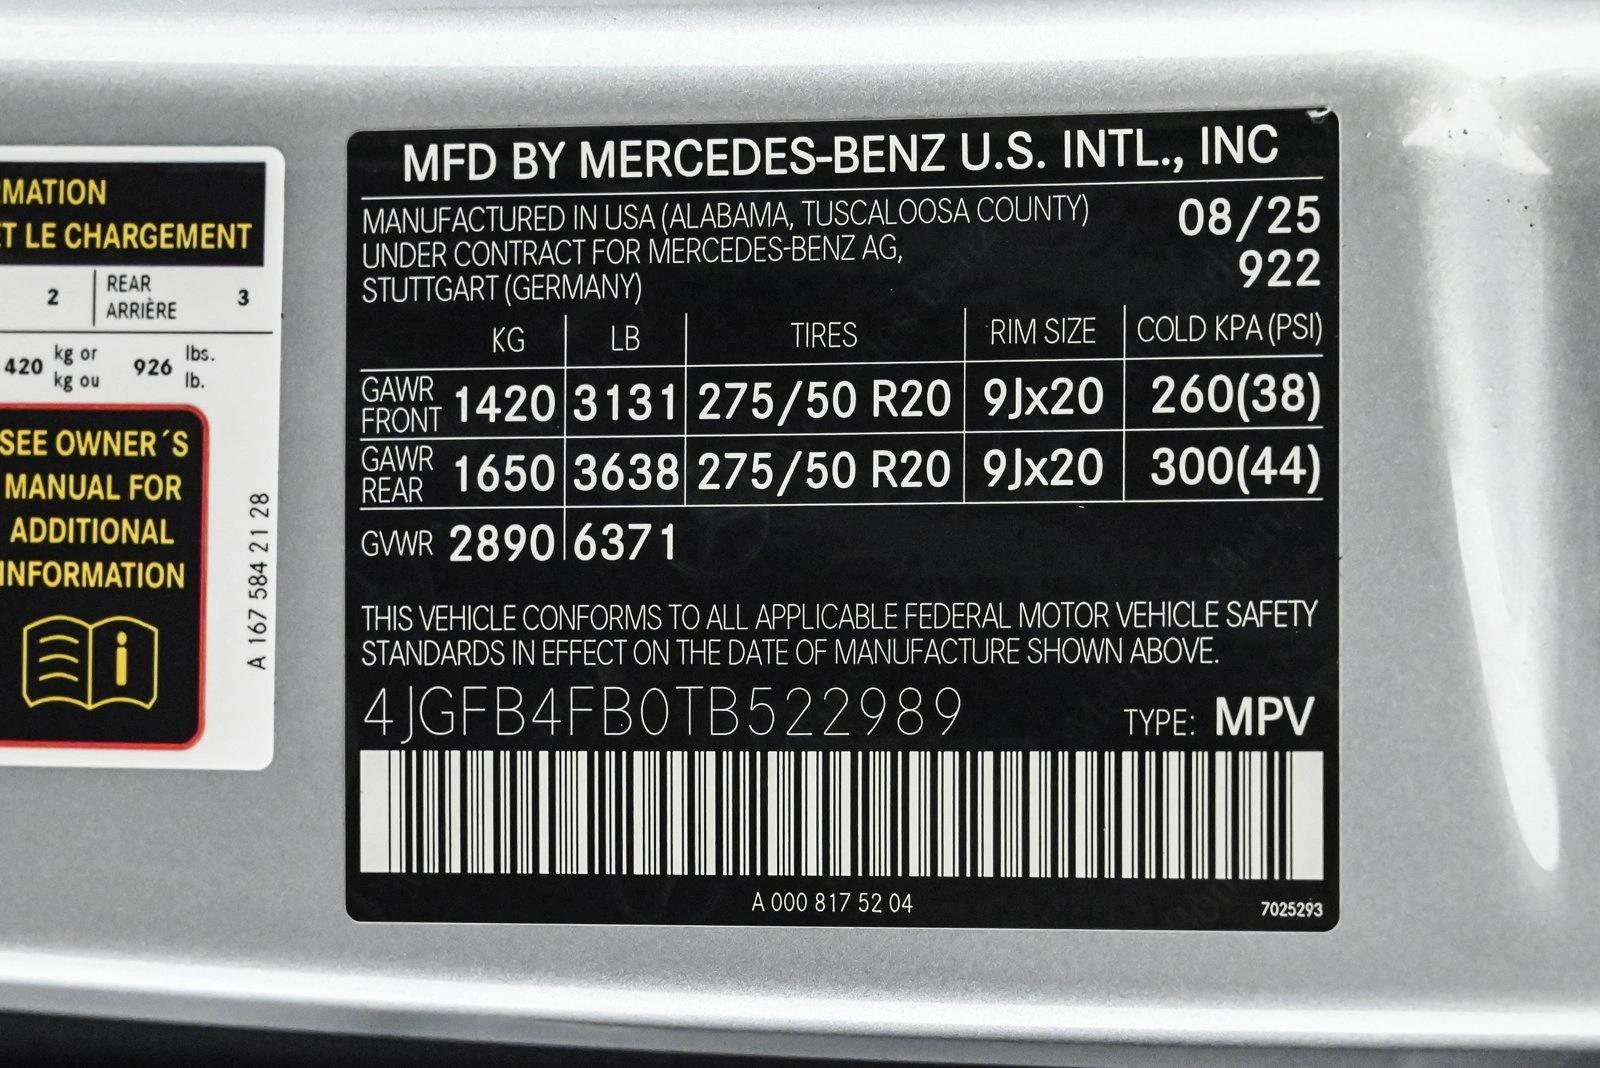 RMATION
ET LE CHARGEMENT
2 REAR ARRIÈRE 3
420 kg or kg ou 926 lbs. lb.
SEE OWNER´S
MANUAL FOR
ADDITIONAL
INFORMATION
A 167 584 21 28
MFD BY MERCEDES-BENZ U.S. INTL., INC
MANUFACTURED IN USA (ALABAMA, TUSCALOOSA COUNTY) 08/25
UNDER CONTRACT FOR MERCEDES-BENZ AG, 922
STUTTGART (GERMANY)
KG LB TIRES RIM SIZE COLD KPA (PSI)
GAWR FRONT 1420 3131 275/50 R20 9Jx20 260(38)
GAWR REAR 1650 3638 275/50 R20 9Jx20 300(44)
GVWR 2890 6371
THIS VEHICLE CONFORMS TO ALL APPLICABLE FEDERAL MOTOR VEHICLE SAFETY
STANDARDS IN EFFECT ON THE DATE OF MANUFACTURE SHOWN ABOVE.
4JGFB4FB0TB522989 TYPE: MPV
A 000 817 52 04 7025293